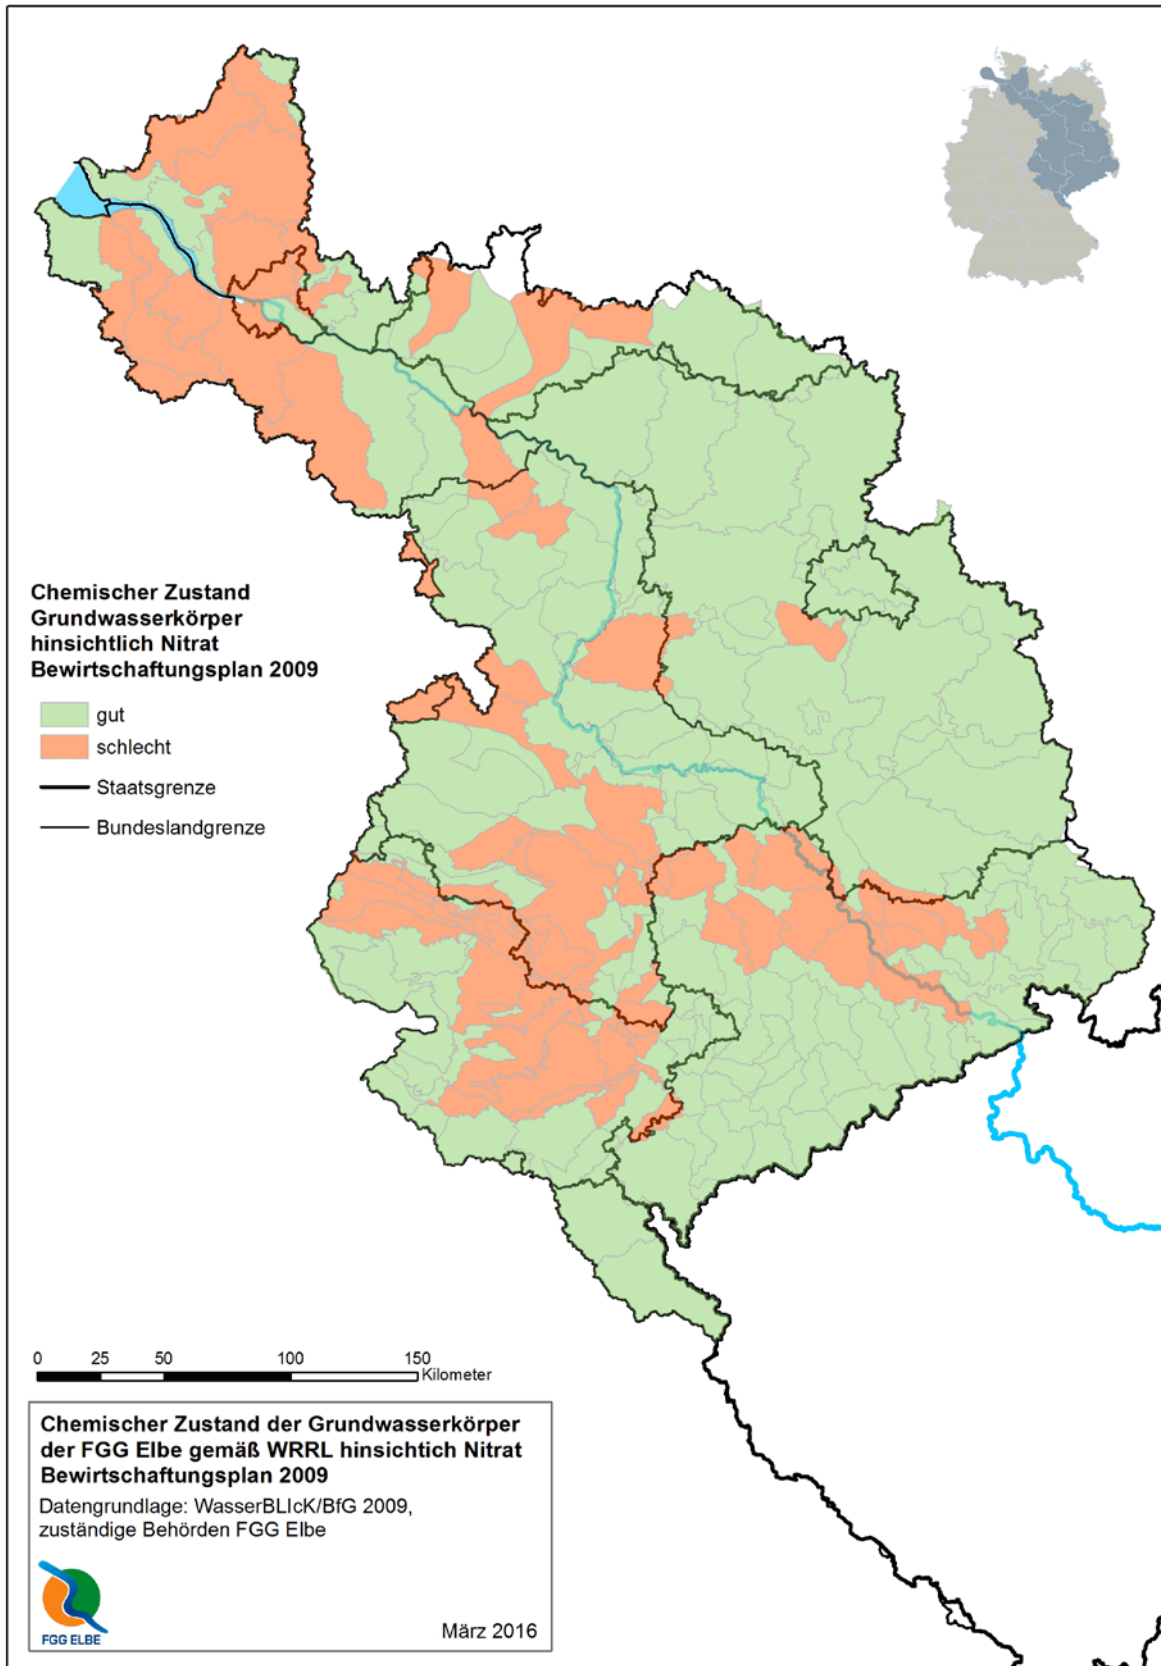 Chemischer Zustand
Grundwasserkörper
hinsichtlich Nitrat
Bewirtschaftungsplan 2009
gut
schlecht
Staatsgrenze
Bundeslandgrenze
0 25 50 100 150
Kilometer
Chemischer Zustand der Grundwasserkörper
der FGG Elbe gemäß WRRL hinsichtich Nitrat
Bewirtschaftungsplan 2009
Datengrundlage: WasserBLIcK/BfG 2009,
zuständige Behörden FGG Elbe
FGG ELBE
März 2016